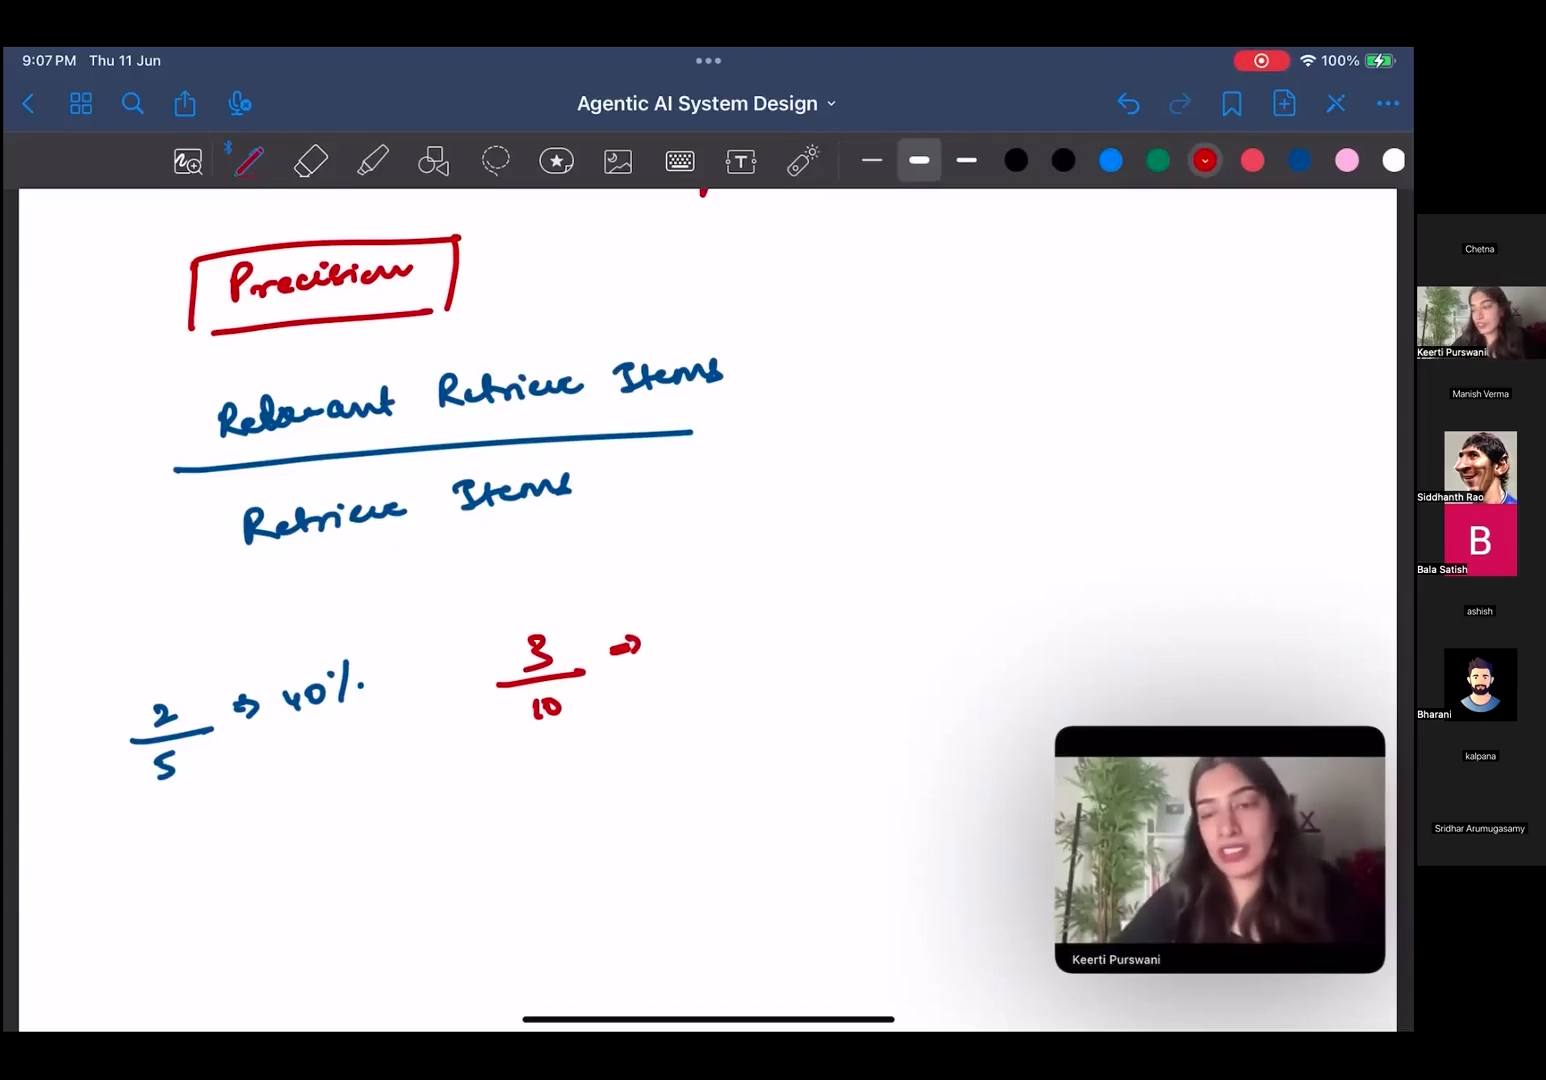 9:07 PM Thu 11 Jun
100%
Agentic AI System Design
T
Precision
Relevant Retrieve Items
Retrieve Items
2
5
→ 40%.
3
10
→
Keerti Purswani
Chetna
Keerti Purswani
Manish Verma
Siddhanth Rao
B
Bala Satish
ashish
Bharani
kalpana
Sridhar Arumugasamy